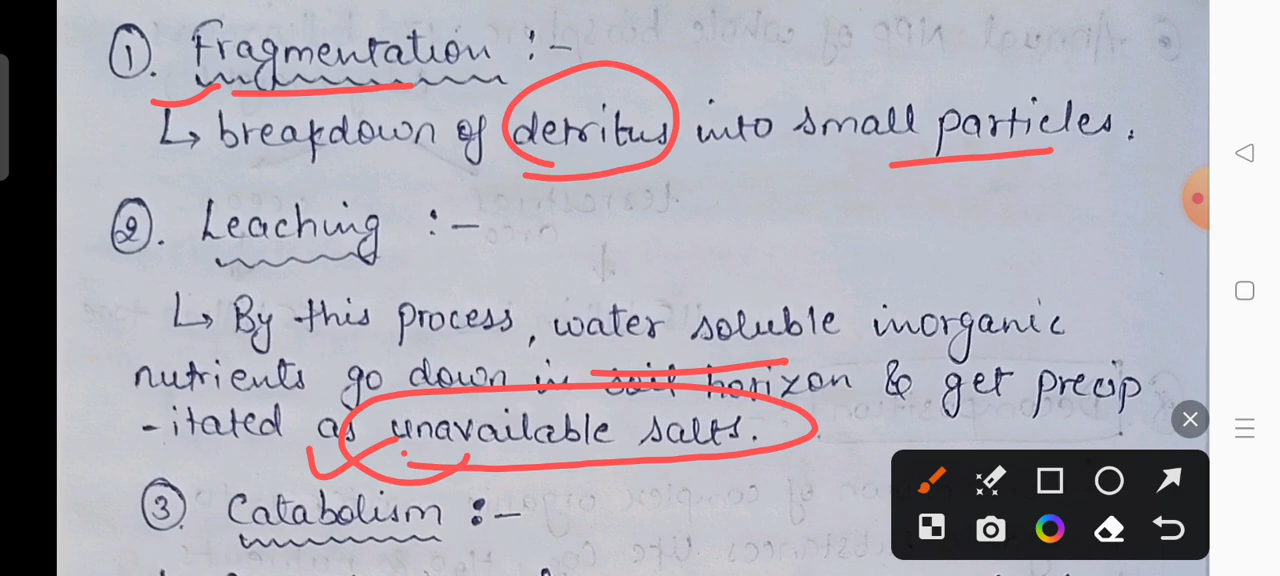 ①. Fragmentation :-
↳ breakdown of detritus into small particles.
②. Leaching :-
↳ By this process, water soluble inorganic
nutrients go down in soil horizon & get precip
-itated as unavailable salts.
③ Catabolism :-